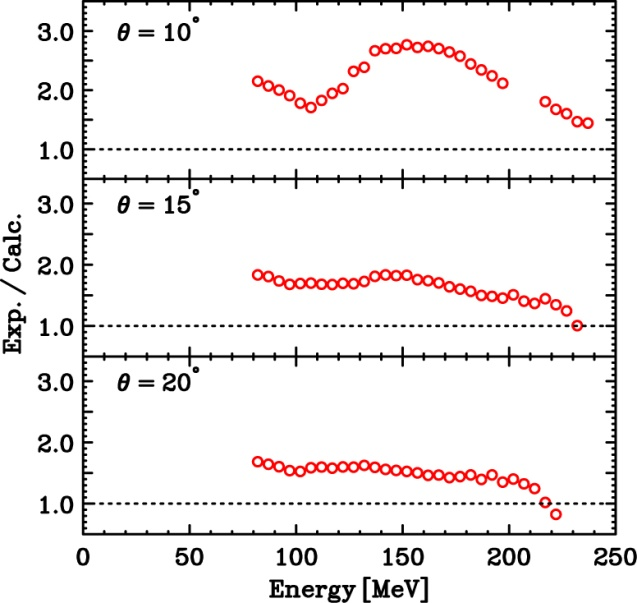 θ = 10°
3.0
2.0
1.0
θ = 15°
3.0
2.0
1.0
θ = 20°
3.0
2.0
1.0
Exp. / Calc.
0 50 100 150 200 250
Energy [MeV]